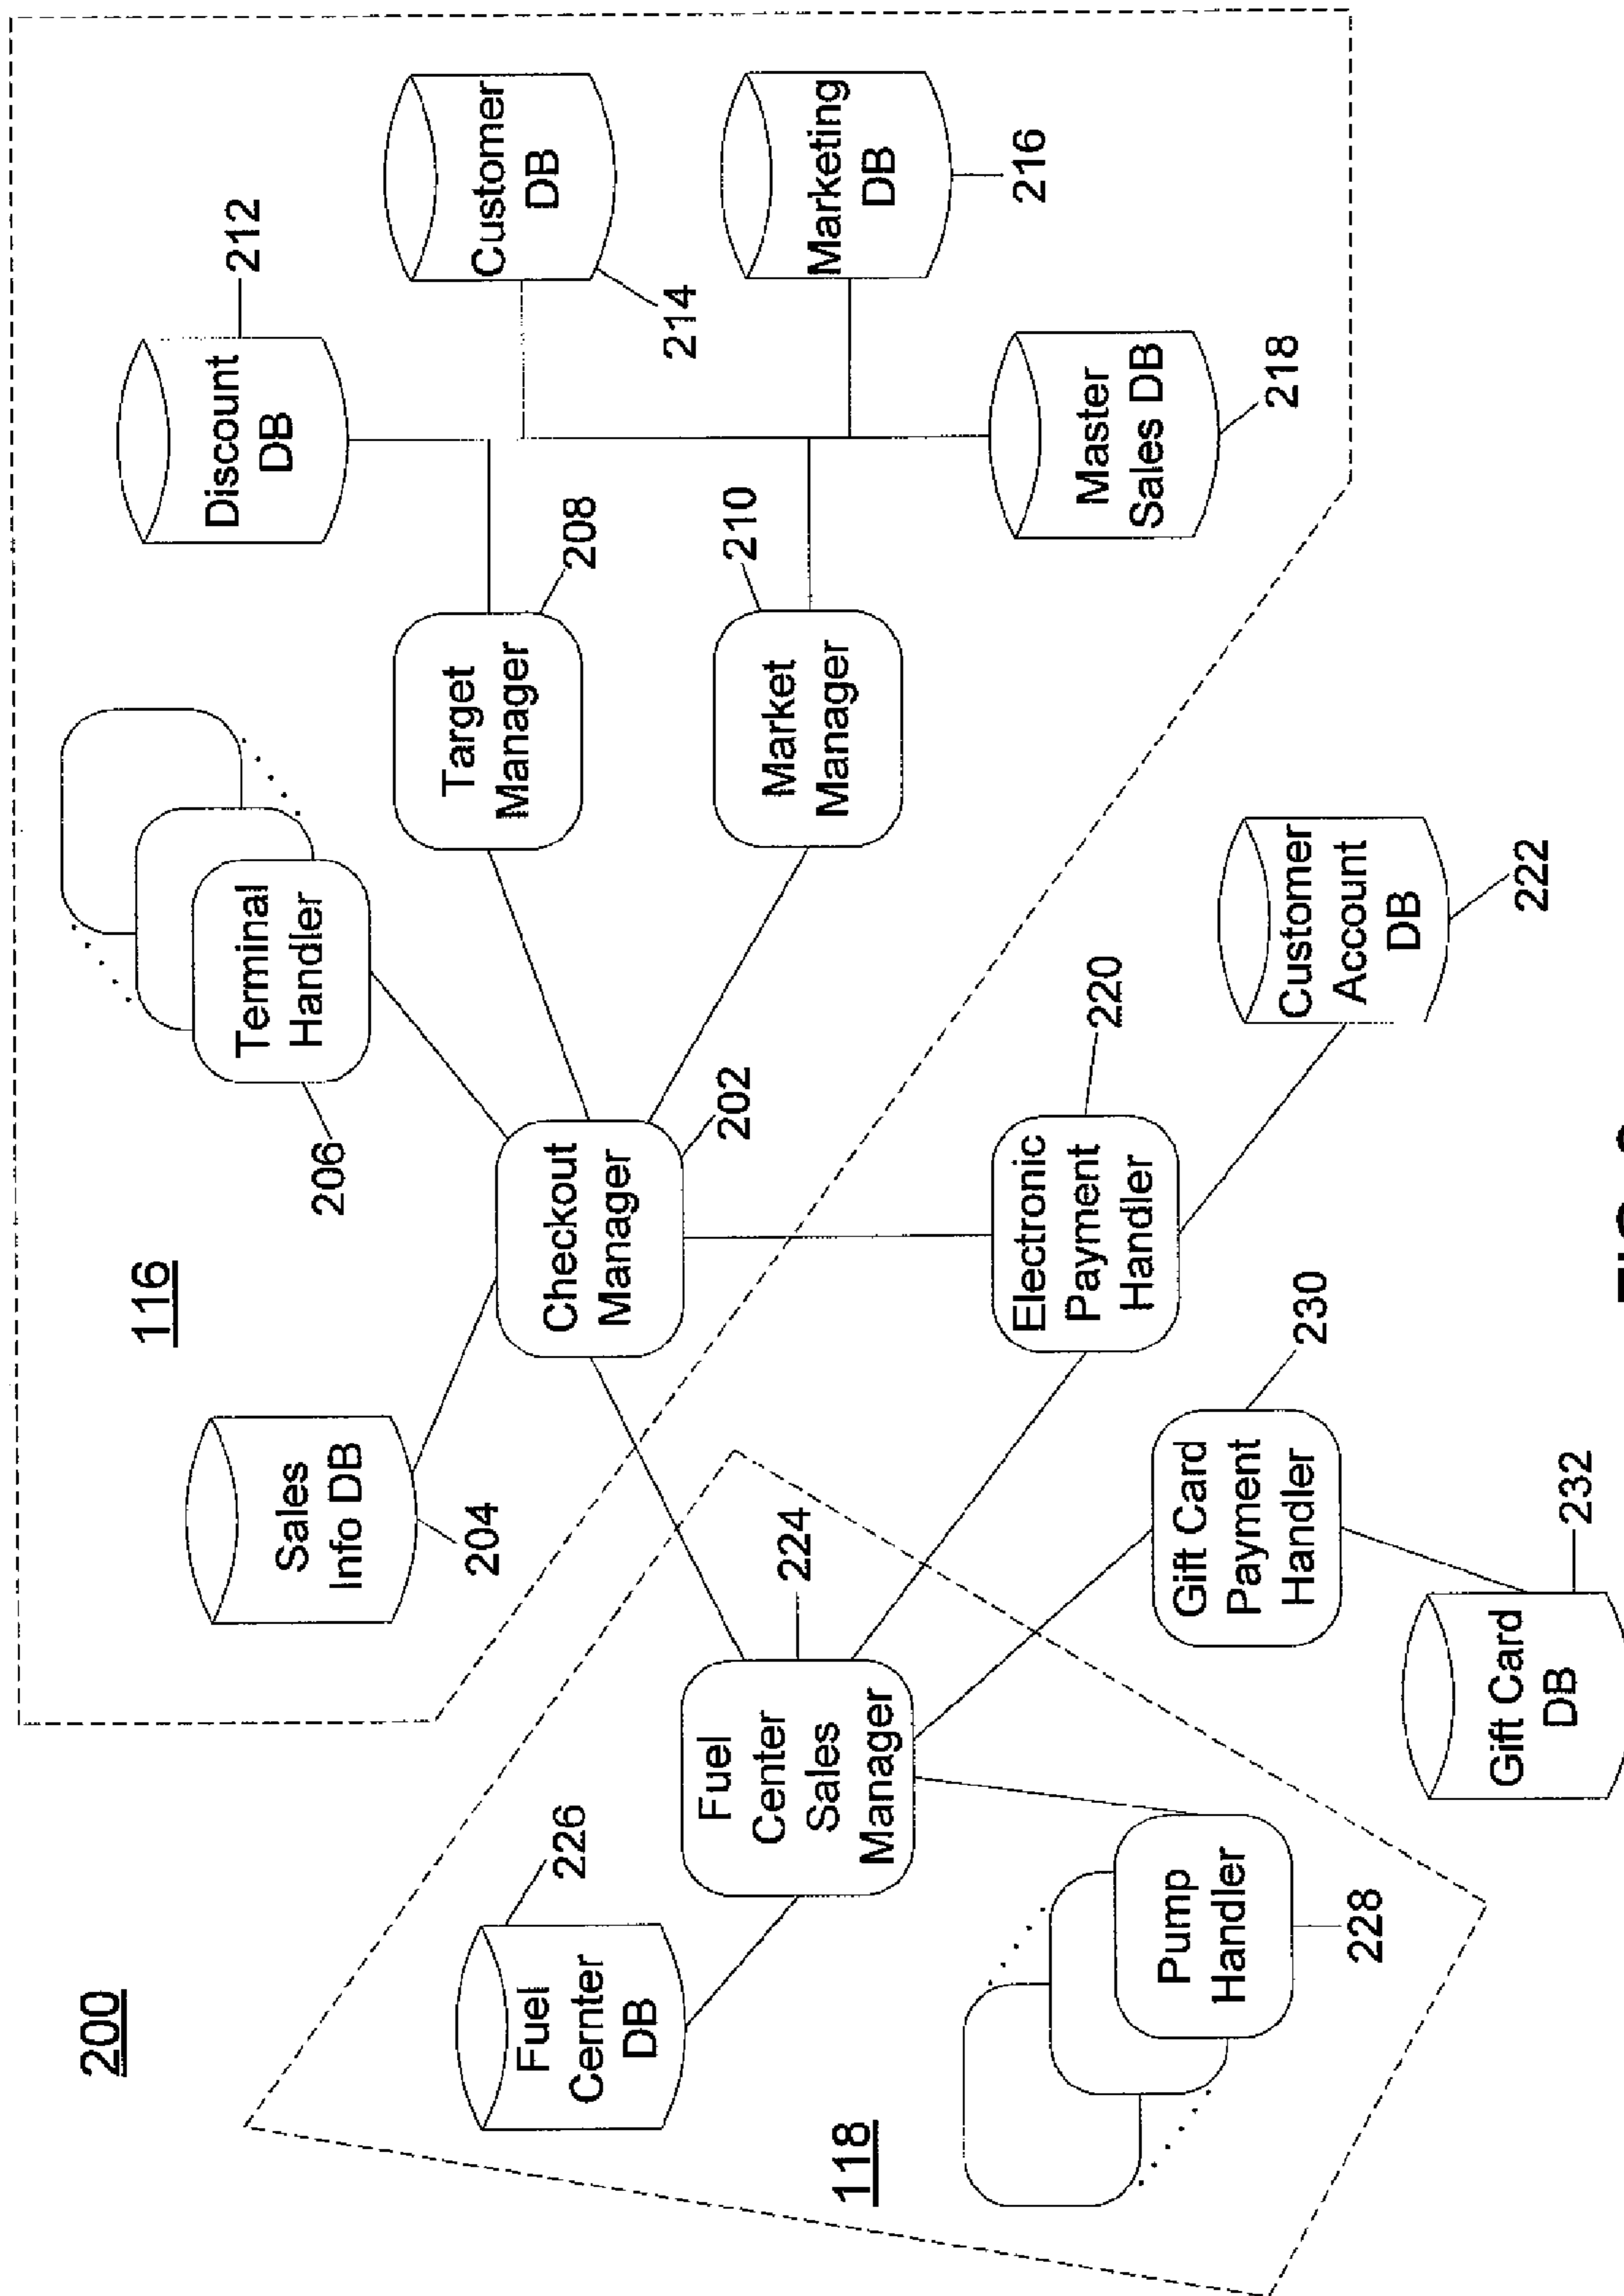 200
116
Discount
DB
212
Terminal
Handler
206
Sales
Info DB
204
Customer
DB
214
Target
Manager
208
Checkout
Manager
202
Fuel
Cernter
DB
226
Fuel
Center
Sales
Manager
224
Market
Manager
210
Marketing
DB
216
118
Master
Sales DB
218
Electronic
Payment
Handler
220
Pump
Handler
228
Gift Card
Payment
Handler
230
Customer
Account
DB
222
Gift Card
DB
232
FIG.